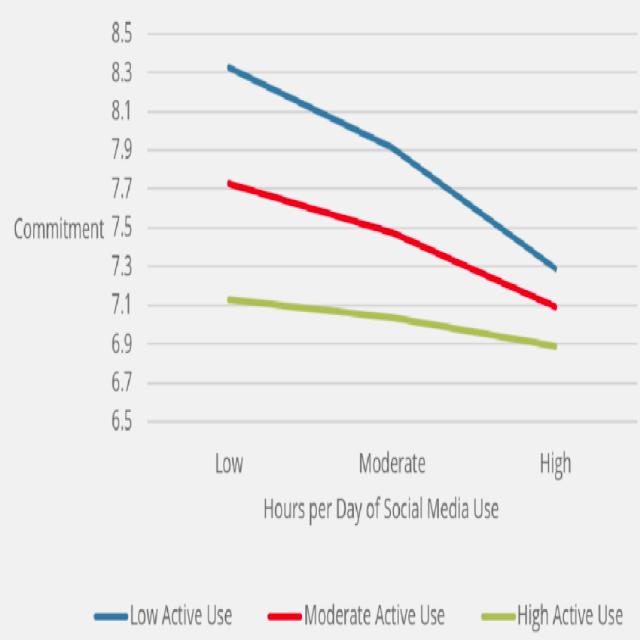 8.5
8.3
8.1
7.9
7.7
Commitment 7.5
7.3
7.1
6.9
6.7
6.5
Low Moderate High
Hours per Day of Social Media Use
Low Active Use Moderate Active Use High Active Use